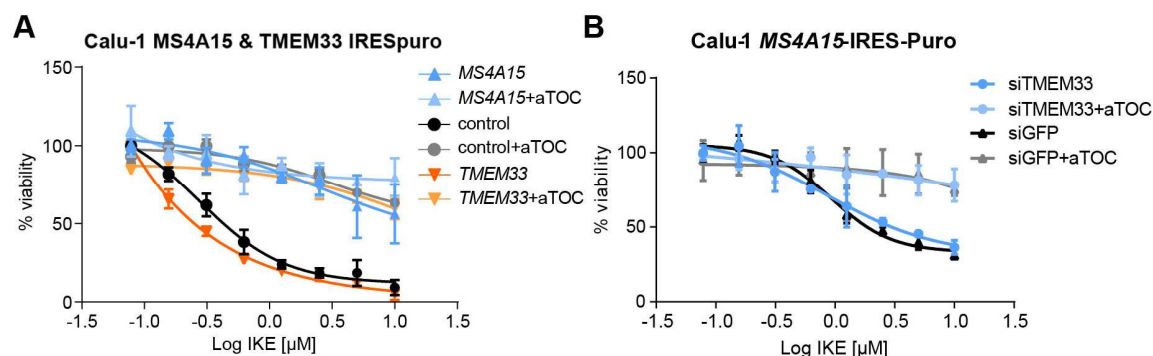 A
Calu-1 MS4A15 & TMEM33 IRESpuro
% viability
150
100
50
0
-1.5
-1.0
-0.5
0.0
0.5
1.0
1.5
Log IKE [µM]
MS4A15
MS4A15+aTOC
control
control+aTOC
TMEM33
TMEM33+aTOC
B
Calu-1 MS4A15-IRES-Puro
% viability
150
100
50
0
-1.5
-1.0
-0.5
0.0
0.5
1.0
1.5
Log IKE [µM]
siTMEM33
siTMEM33+aTOC
siGFP
siGFP+aTOC